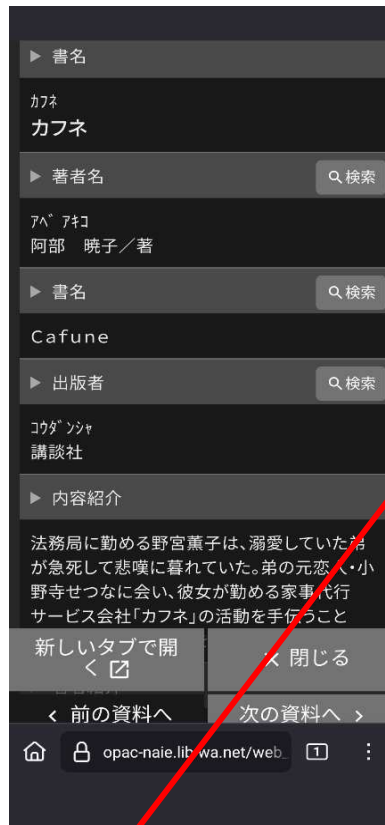 ▶ 書名
カフネ
カフネ
▶ 著者名
検索
アベ アキコ
阿部 暁子／著
▶ 書名
検索
Cafune
▶ 出版者
検索
コウダンシャ
講談社
▶ 内容紹介
法務局に勤める野宮薫子は、溺愛していた弟
が急死して悲嘆に暮れていた。弟の元恋人・小
野寺せつなに会い、彼女が勤める家事代行
サービス会社「カフネ」の活動を手伝うこと
新しいタブで開
く
× 閉じる
< 前の資料へ
次の資料へ >
opac-naie.lib
wa.net/web_
1